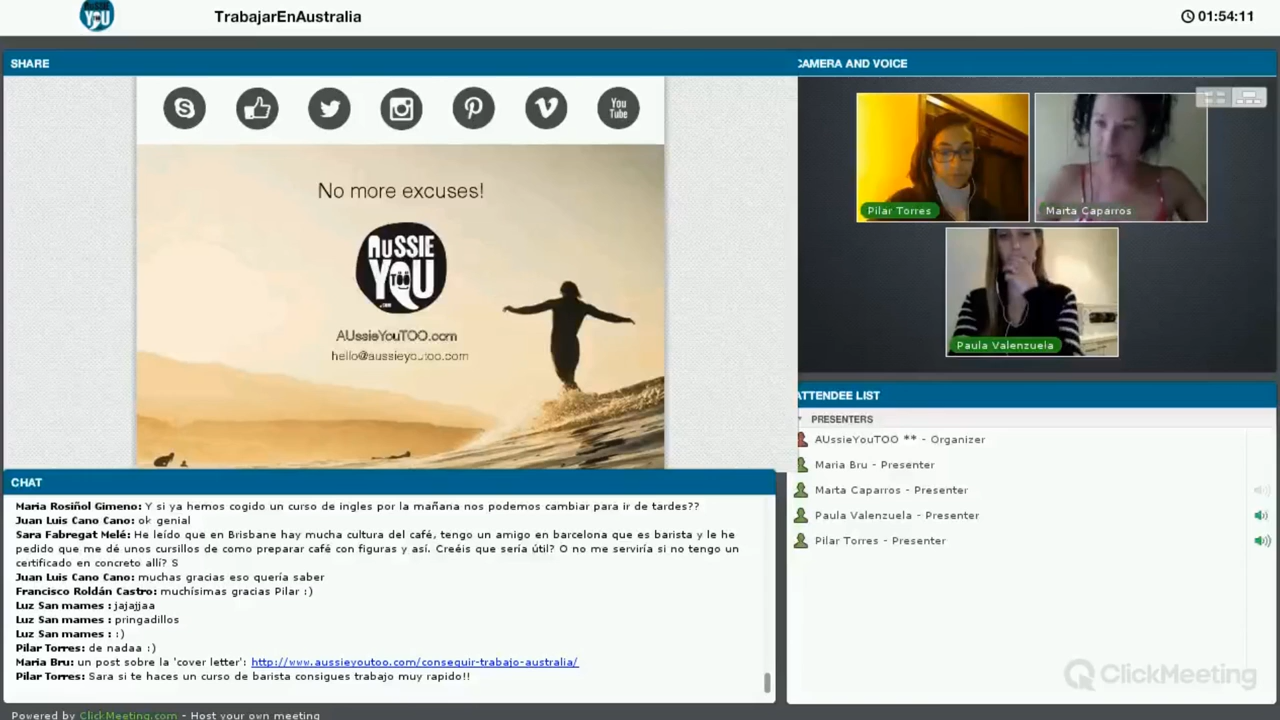 AUSSIE
YOU
TrabajarEnAustralia
01:54:11
SHARE
You
Tube
No more excuses!
AUSSIE
YOU
TOO
.com
AUssieYouTOO.com
hello@aussieyoutoo.com
CAMERA AND VOICE
Pilar Torres
Marta Caparros
Paula Valenzuela
ATTENDEE LIST
PRESENTERS
AUssieYouTOO ** - Organizer
Maria Bru - Presenter
Marta Caparros - Presenter
Paula Valenzuela - Presenter
Pilar Torres - Presenter
CHAT
Maria Rosiñol Gimeno: Y si ya hemos cogido un curso de ingles por la mañana nos podemos cambiar para ir de tardes??
Juan Luis Cano Cano: ok genial
Sara Fabregat Melé: He leído que en Brisbane hay mucha cultura del café, tengo un amigo en barcelona que es barista y le he
pedido que me dé unos cursillos de como preparar café con figuras y así. Creéis que sería útil? O no me serviría si no tengo un
certificado en concreto allí? S
Juan Luis Cano Cano: muchas gracias eso quería saber
Francisco Roldán Castro: muchísimas gracias Pilar :)
Luz San mames : jajajjaa
Luz San mames : pringadillos
Luz San mames : :)
Pilar Torres: de nadaa :)
Maria Bru: un post sobre la 'cover letter': http://www.aussieyoutoo.com/conseguir-trabajo-australia/
Pilar Torres: Sara si te haces un curso de barista consigues trabajo muy rapido!!
ClickMeeting
Powered by ClickMeeting.com - Host your own meeting